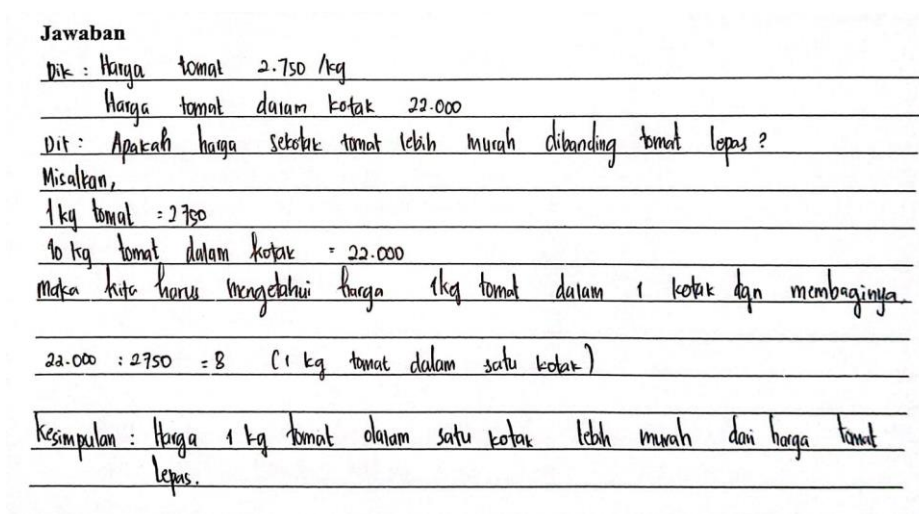 Jawaban
Dik : Harga tomat 2.750 /kg
Harga tomat dalam kotak 22.000
Dit : Apakah harga sekotak tomat lebih murah dibanding tomat lepas ?
Misalkan,
1 kg tomat = 2750
10 kg tomat dalam kotak = 22.000
maka kita harus mengetahui harga 1kg tomat dalam 1 kotak dgn membaginya.
22.000 : 2750 = 8 (1 kg tomat dalam satu kotak)
Kesimpulan : Harga 1 kg tomat dalam satu kotak lebih murah dari harga tomat
lepas.